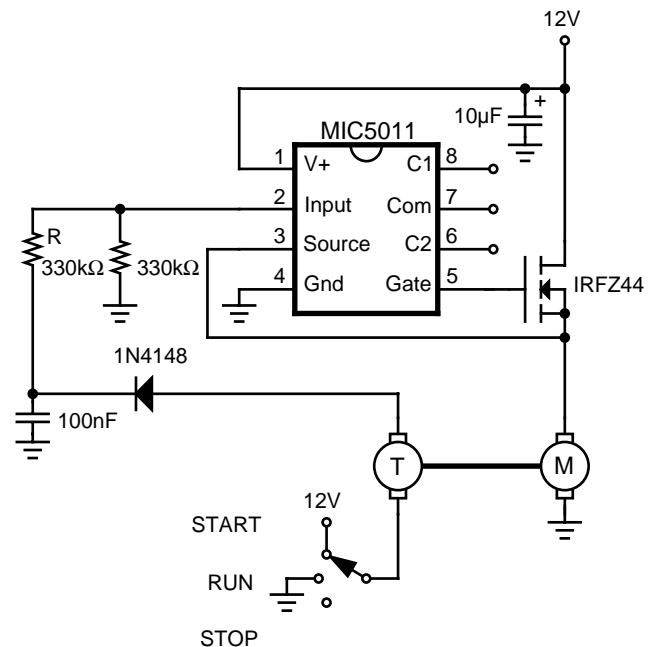 12V
+
10µF
MIC5011
1 V+ C1 8
2 Input Com 7
3 Source C2 6
4 Gnd Gate 5
R
330kΩ 330kΩ
IRFZ44
1N4148
100nF
T M
12V
START
RUN
STOP